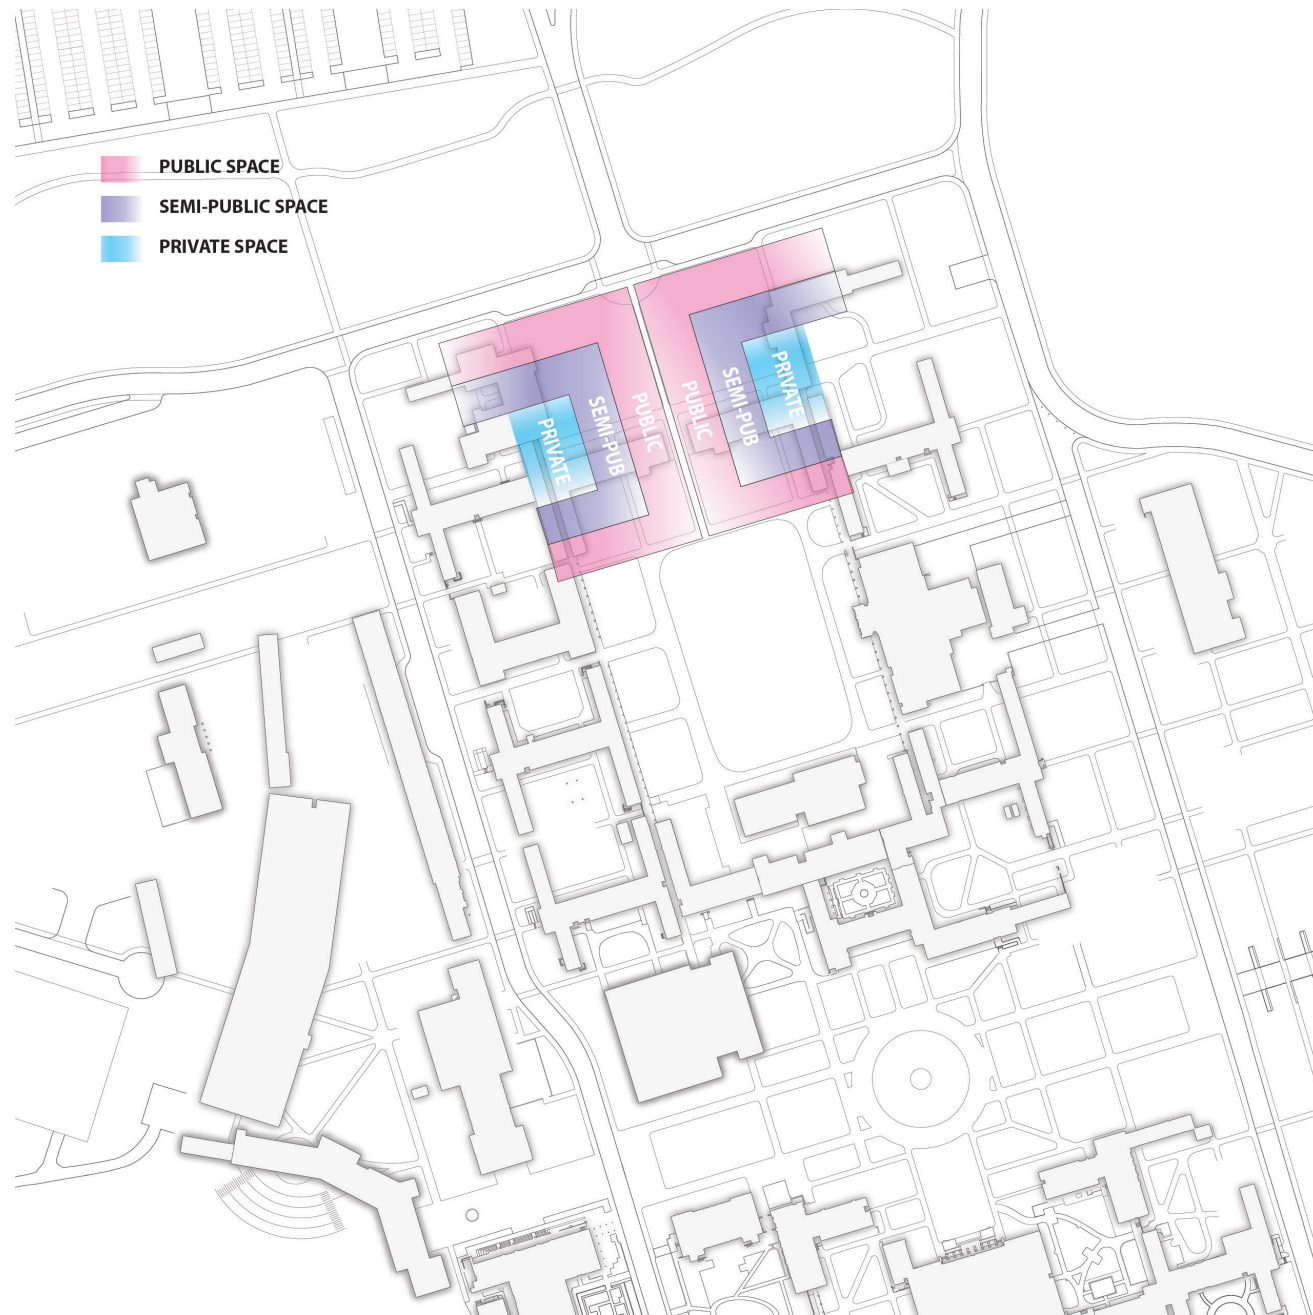 PUBLIC SPACE
SEMI-PUBLIC SPACE
PRIVATE SPACE
PRIVATE
SEMI-PUB
PUBLIC
PUBLIC
SEMI-PUB
PRIVATE